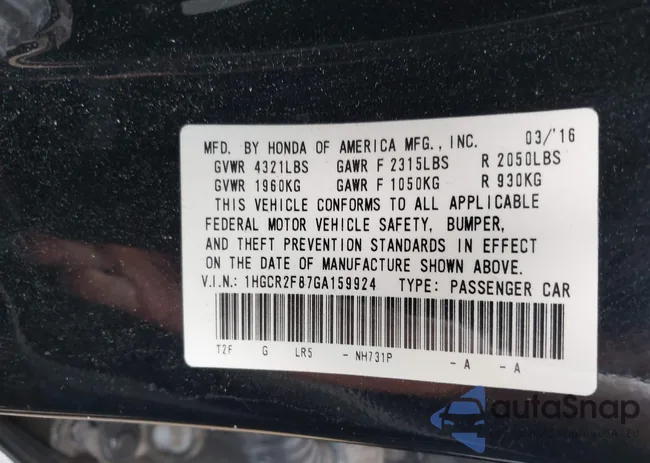 MFD. BY HONDA OF AMERICA MFG., INC. 03/'16
GVWR 4321LBS GAWR F 2315LBS R 2050LBS
GVWR 1960KG GAWR F 1050KG R 930KG
THIS VEHICLE CONFORMS TO ALL APPLICABLE
FEDERAL MOTOR VEHICLE SAFETY, BUMPER,
AND THEFT PREVENTION STANDARDS IN EFFECT
ON THE DATE OF MANUFACTURE SHOWN ABOVE.
V.I.N.: 1HGCR2F87GA159924 TYPE: PASSENGER CAR
T2F G LR5 - NH731P - A - A
autaSnap